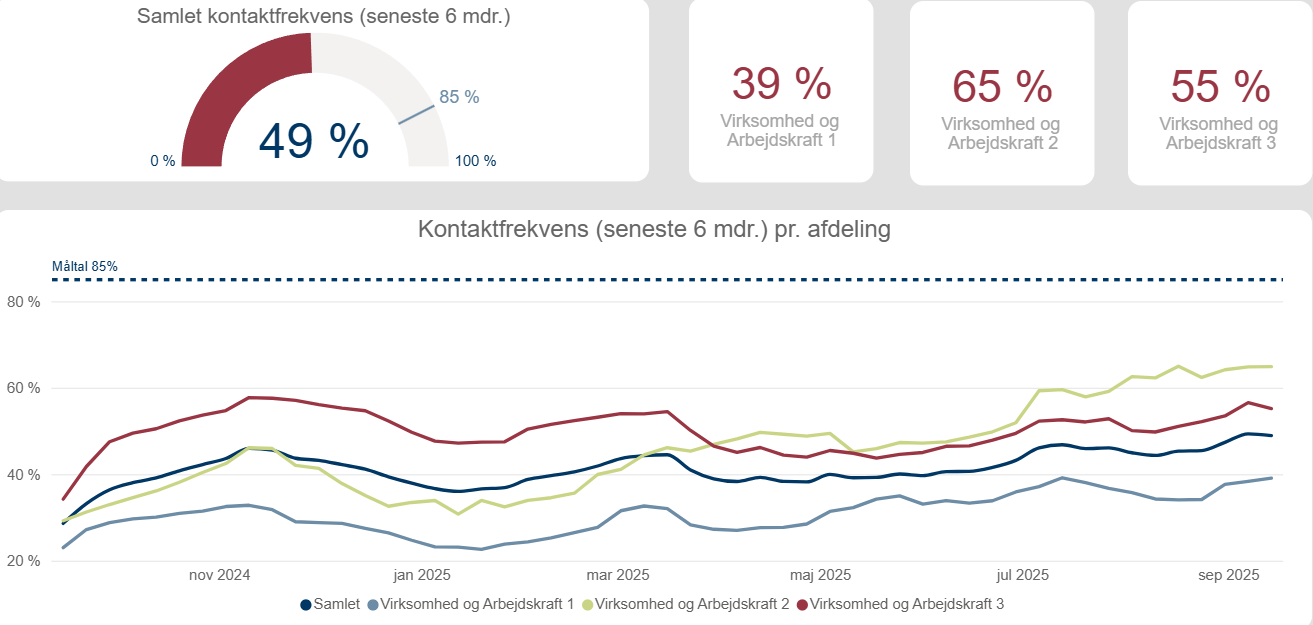 Samlet kontaktfrekvens (seneste 6 mdr.)
85 %
49 %
0 %
100 %
39 %
Virksomhed og
Arbejdskraft 1
65 %
Virksomhed og
Arbejdskraft 2
55 %
Virksomhed og
Arbejdskraft 3
Kontaktfrekvens (seneste 6 mdr.) pr. afdeling
Måltal 85%
80 %
60 %
40 %
20 %
nov 2024 jan 2025 mar 2025 maj 2025 jul 2025 sep 2025
Samlet Virksomhed og Arbejdskraft 1 Virksomhed og Arbejdskraft 2 Virksomhed og Arbejdskraft 3